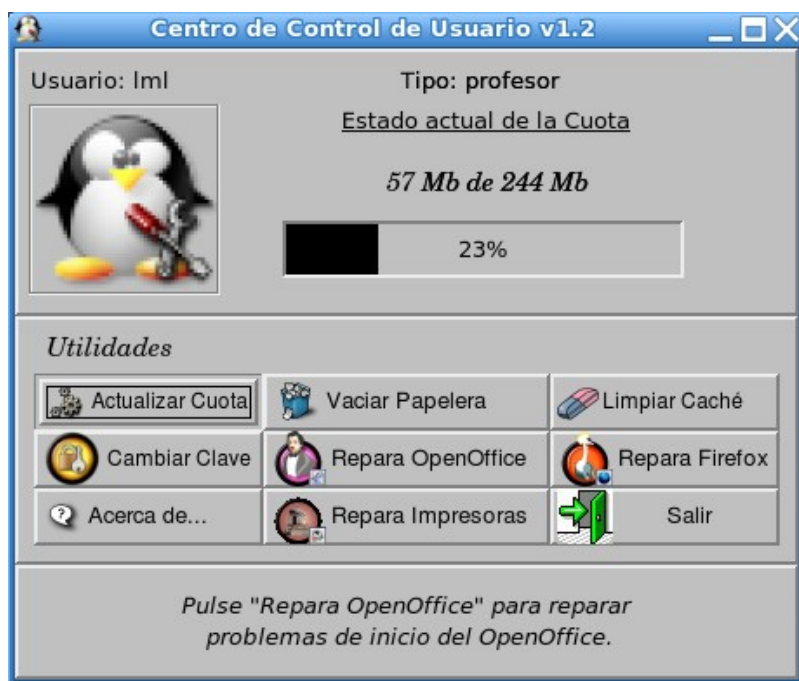 Centro de Control de Usuario v1.2
Usuario: lml
Tipo: profesor
Estado actual de la Cuota
57 Mb de 244 Mb
23%
Utilidades
Actualizar Cuota
Vaciar Papelera
Limpiar Caché
Cambiar Clave
Repara OpenOffice
Repara Firefox
Acerca de...
Repara Impresoras
Salir
Pulse "Repara OpenOffice" para reparar
problemas de inicio del OpenOffice.